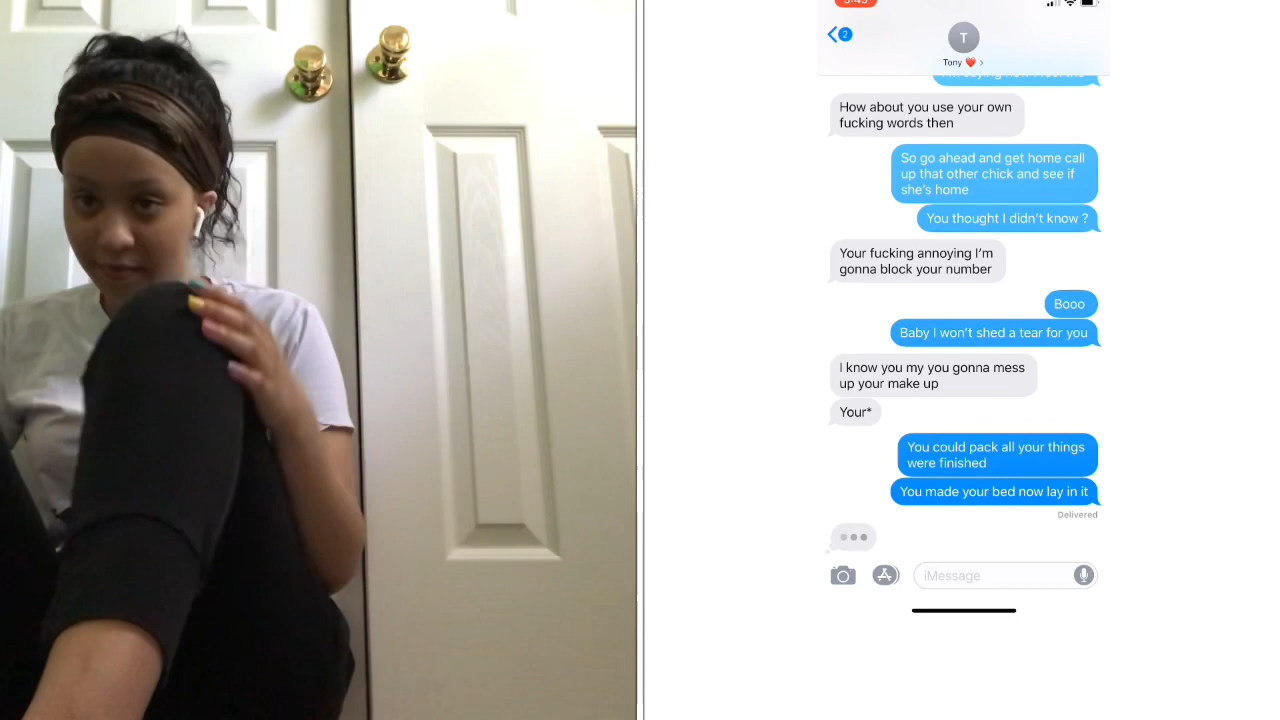 2
T
Tony ❤️ >
How about you use your own
fucking words then
So go ahead and get home call
up that other chick and see if
she's home
You thought I didn't know ?
Your fucking annoying I'm
gonna block your number
Booo
Baby I won't shed a tear for you
I know you my you gonna mess
up your make up
Your*
You could pack all your things
were finished
You made your bed now lay in it
Delivered
iMessage